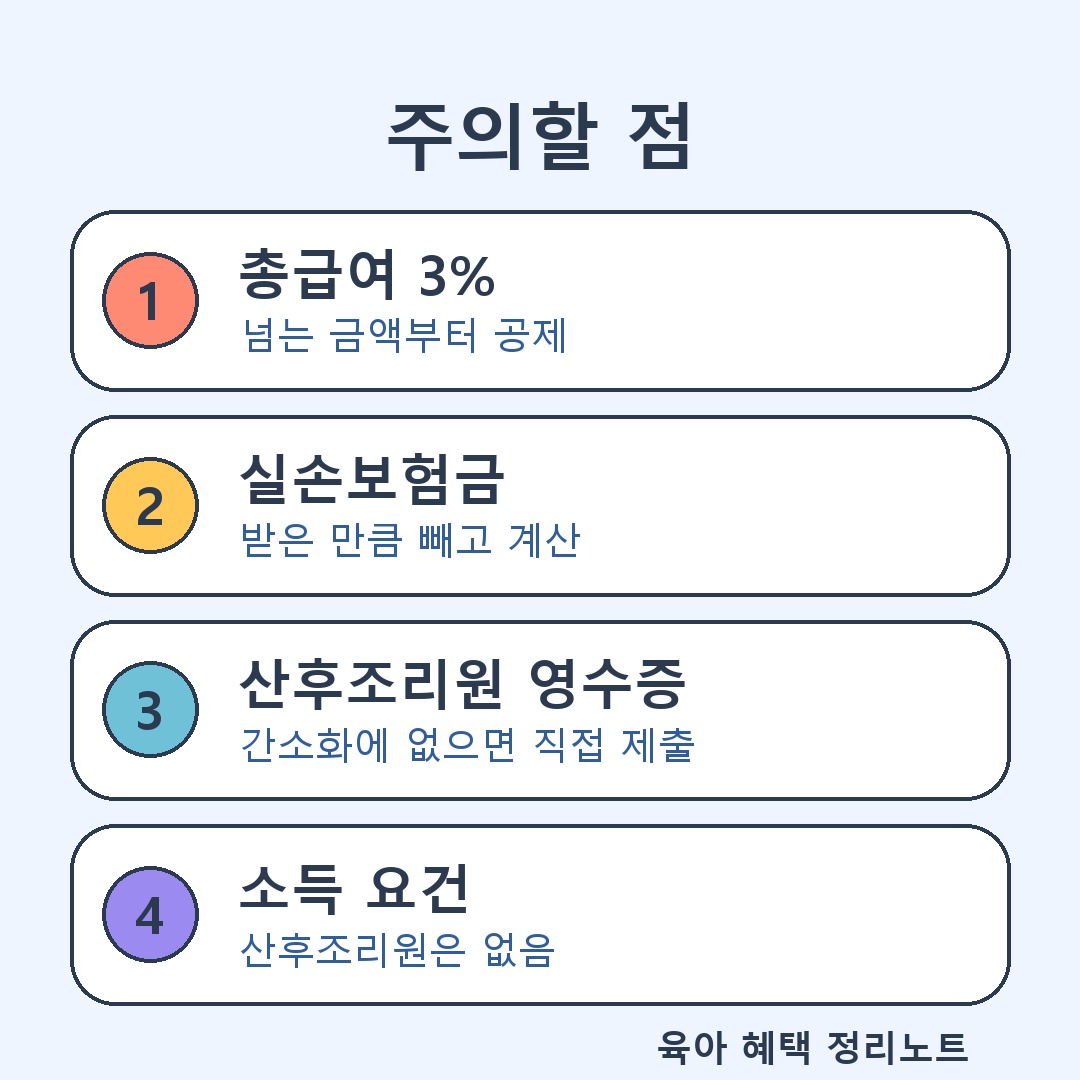 주의할 점
1
총급여 3%
넘는 금액부터 공제
2
실손보험금
받은 만큼 빼고 계산
3
산후조리원 영수증
간소화에 없으면 직접 제출
4
소득 요건
산후조리원은 없음
육아 혜택 정리노트